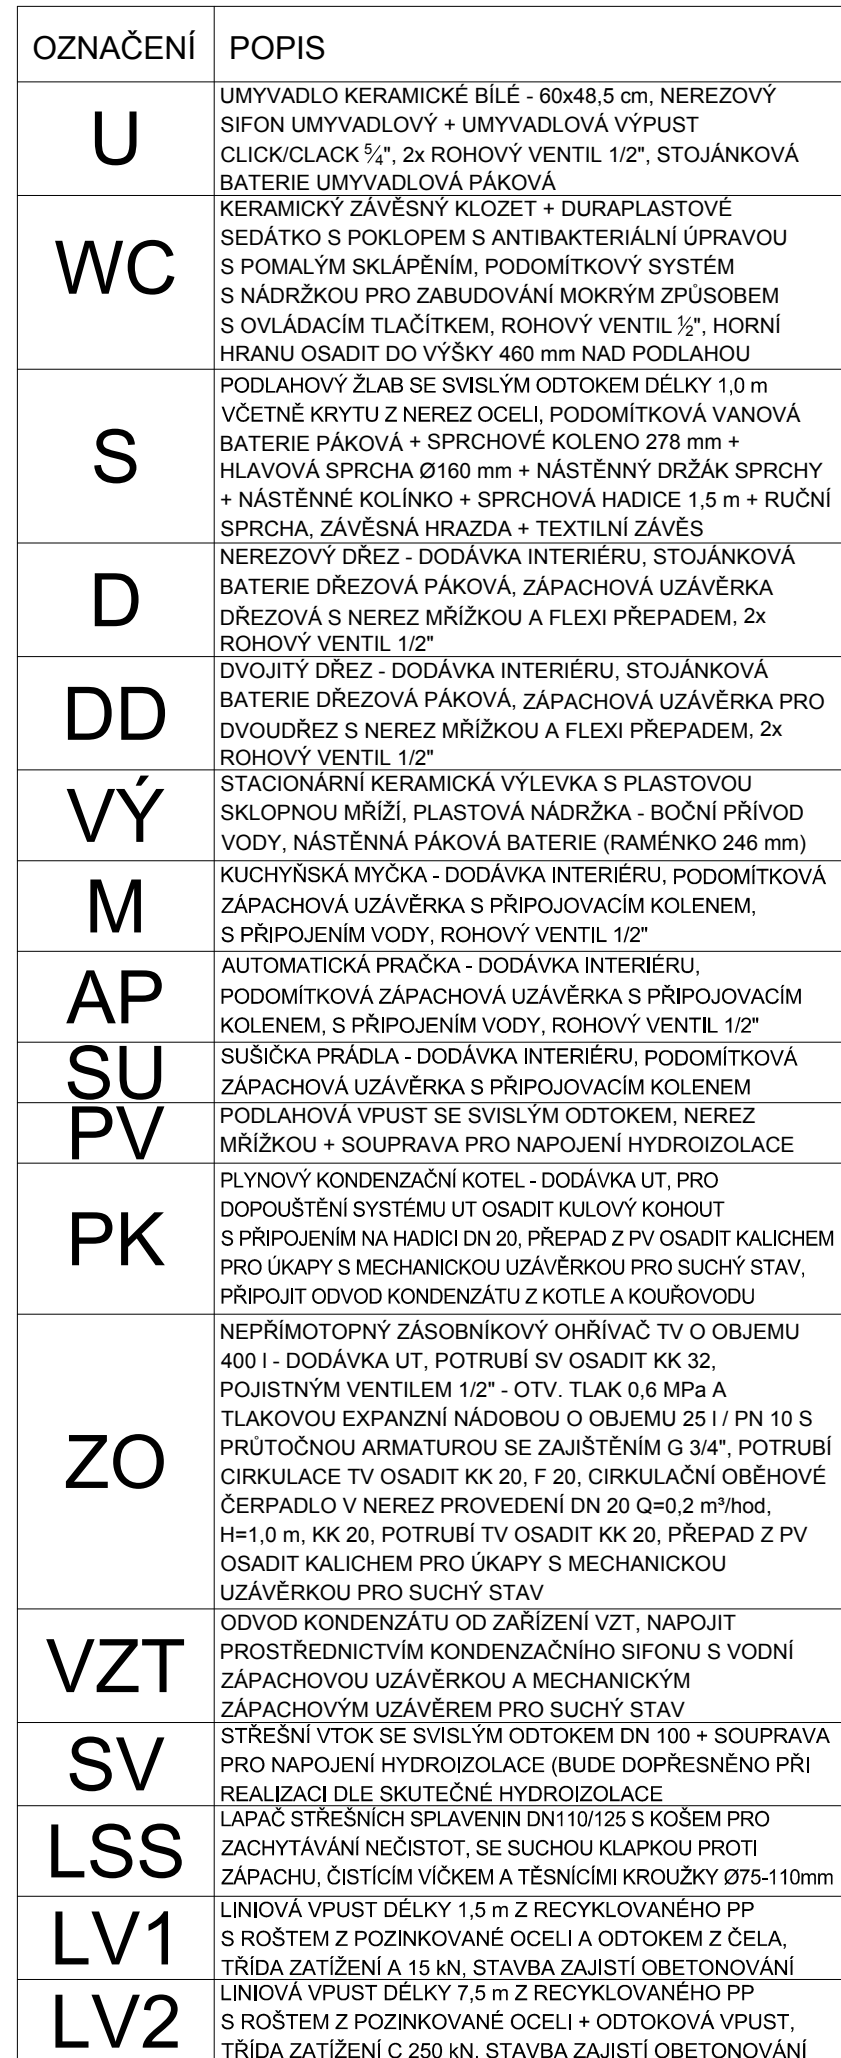 OZNAČENÍ POPIS
U
UMYVADLO KERAMICKÉ BÍLÉ - 60x48,5 cm, NEREZOVÝ
SIFON UMYVADLOVÝ + UMYVADLOVÁ VÝPUST
CLICK/CLACK 5/4", 2x ROHOVÝ VENTIL 1/2", STOJÁNKOVÁ
BATERIE UMYVADLOVÁ PÁKOVÁ
WC
KERAMICKÝ ZÁVĚSNÝ KLOZET + DURAPLASTOVÉ
SEDÁTKO S POKLOPEM S ANTIBAKTERIÁLNÍ ÚPRAVOU
S POMALÝM SKLÁPĚNÍM, PODOMÍTKOVÝ SYSTÉM
S NÁDRŽKOU PRO ZABUDOVÁNÍ MOKRÝM ZPŮSOBEM
S OVLÁDACÍM TLAČÍTKEM, ROHOVÝ VENTIL ½", HORNÍ
HRANU OSADIT DO VÝŠKY 460 mm NAD PODLAHOU
S
PODLAHOVÝ ŽLAB SE SVISLÝM ODTOKEM DÉLKY 1,0 m
VČETNĚ KRYTU Z NEREZ OCELI, PODOMÍTKOVÁ VANOVÁ
BATERIE PÁKOVÁ + SPRCHOVÉ KOLENO 278 mm +
HLAVOVÁ SPRCHA Ø160 mm + NÁSTĚNNÝ DRŽÁK SPRCHY
+ NÁSTĚNNÉ KOLÍNKO + SPRCHOVÁ HADICE 1,5 m + RUČNÍ
SPRCHA, ZÁVĚSNÁ HRAZDA + TEXTILNÍ ZÁVĚS
D
NEREZOVÝ DŘEZ - DODÁVKA INTERIÉRU, STOJÁNKOVÁ
BATERIE DŘEZOVÁ PÁKOVÁ, ZÁPACHOVÁ UZÁVĚRKA
DŘEZOVÁ S NEREZ MŘÍŽKOU A FLEXI PŘEPADEM, 2x
ROHOVÝ VENTIL 1/2"
DD
DVOJITÝ DŘEZ - DODÁVKA INTERIÉRU, STOJÁNKOVÁ
BATERIE DŘEZOVÁ PÁKOVÁ, ZÁPACHOVÁ UZÁVĚRKA PRO
DVOUDŘEZ S NEREZ MŘÍŽKOU A FLEXI PŘEPADEM, 2x
ROHOVÝ VENTIL 1/2"
VÝ
STACIONÁRNÍ KERAMICKÁ VÝLEVKA S PLASTOVOU
SKLOPNOU MŘÍŽÍ, PLASTOVÁ NÁDRŽKA - BOČNÍ PŘÍVOD
VODY, NÁSTĚNNÁ PÁKOVÁ BATERIE (RAMÉNKO 246 mm)
M
KUCHYŇSKÁ MYČKA - DODÁVKA INTERIÉRU, PODOMÍTKOVÁ
ZÁPACHOVÁ UZÁVĚRKA S PŘIPOJOVACÍM KOLENEM,
S PŘIPOJENÍM VODY, ROHOVÝ VENTIL 1/2"
AP
AUTOMATICKÁ PRAČKA - DODÁVKA INTERIÉRU,
PODOMÍTKOVÁ ZÁPACHOVÁ UZÁVĚRKA S PŘIPOJOVACÍM
KOLENEM, S PŘIPOJENÍM VODY, ROHOVÝ VENTIL 1/2"
SU
SUŠIČKA PRÁDLA - DODÁVKA INTERIÉRU, PODOMÍTKOVÁ
ZÁPACHOVÁ UZÁVĚRKA S PŘIPOJOVACÍM KOLENEM
PV
PODLAHOVÁ VPUST SE SVISLÝM ODTOKEM, NEREZ
MŘÍŽKOU + SOUPRAVA PRO NAPOJENÍ HYDROIZOLACE
PK
PLYNOVÝ KONDENZAČNÍ KOTEL - DODÁVKA UT, PRO
DOPOUŠTĚNÍ SYSTÉMU UT OSADIT KULOVÝ KOHOUT
S PŘIPOJENÍM NA HADICI DN 20, PŘEPAD Z PV OSADIT KALICHEM
PRO ÚKAPY S MECHANICKOU UZÁVĚRKOU PRO SUCHÝ STAV,
PŘIPOJIT ODVOD KONDENZÁTU Z KOTLE A KOUŘOVODU
ZO
NEPŘÍMOTOPNÝ ZÁSOBNÍKOVÝ OHŘÍVAČ TV O OBJEMU
400 l - DODÁVKA UT, POTRUBÍ SV OSADIT KK 32,
POJISTNÝM VENTILEM 1/2" - OTV. TLAK 0,6 MPa A
TLAKOVOU EXPANZNÍ NÁDOBOU O OBJEMU 25 l / PN 10 S
PRŮTOČNOU ARMATUROU SE ZAJIŠTĚNÍM G 3/4", POTRUBÍ
CIRKULACE TV OSADIT KK 20, F 20, CIRKULAČNÍ OBĚHOVÉ
ČERPADLO V NEREZ PROVEDENÍ DN 20 Q=0,2 m³/hod,
H=1,0 m, KK 20, POTRUBÍ TV OSADIT KK 20, PŘEPAD Z PV
OSADIT KALICHEM PRO ÚKAPY S MECHANICKOU
UZÁVĚRKOU PRO SUCHÝ STAV
VZT
ODVOD KONDENZÁTU OD ZAŘÍZENÍ VZT, NAPOJIT
PROSTŘEDNICTVÍM KONDENZAČNÍHO SIFONU S VODNÍ
ZÁPACHOVOU UZÁVĚRKOU A MECHANICKÝM
ZÁPACHOVÝM UZÁVĚREM PRO SUCHÝ STAV
SV
STŘEŠNÍ VTOK SE SVISLÝM ODTOKEM DN 100 + SOUPRAVA
PRO NAPOJENÍ HYDROIZOLACE (BUDE DOPŘESNĚNO PŘI
REALIZACI DLE SKUTEČNÉ HYDROIZOLACE
LSS
LAPAČ STŘEŠNÍCH SPLAVENIN DN110/125 S KOŠEM PRO
ZACHYTÁVÁNÍ NEČISTOT, SE SUCHOU KLAPKOU PROTI
ZÁPACHU, ČISTÍCÍM VÍČKEM A TĚSNÍCÍMI KROUŽKY Ø75-110mm
LV1
LINIOVÁ VPUST DÉLKY 1,5 m Z RECYKLOVANÉHO PP
S ROŠTEM Z POZINKOVANÉ OCELI A ODTOKEM Z ČELA,
TŘÍDA ZATÍŽENÍ A 15 kN, STAVBA ZAJISTÍ OBETONOVÁNÍ
LV2
LINIOVÁ VPUST DÉLKY 7,5 m Z RECYKLOVANÉHO PP
S ROŠTEM Z POZINKOVANÉ OCELI + ODTOKOVÁ VPUST,
TŘÍDA ZATÍŽENÍ C 250 kN, STAVBA ZAJISTÍ OBETONOVÁNÍ